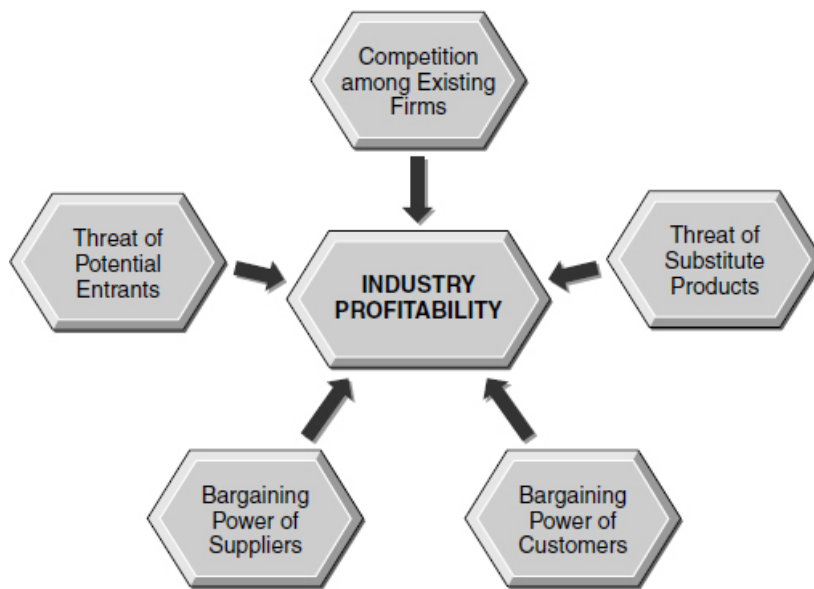 Competition
among Existing
Firms
Threat of
Potential
Entrants
INDUSTRY
PROFITABILITY
Threat of
Substitute
Products
Bargaining
Power of
Suppliers
Bargaining
Power of
Customers